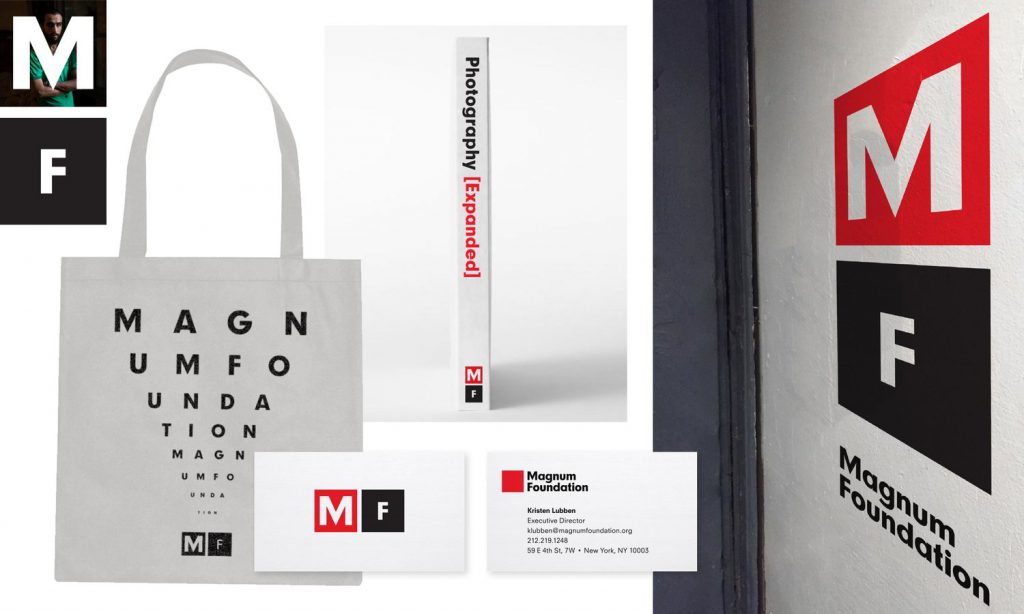 M
F
M A G N
U M F O
U N D A
T I O N
M A G N
U M F O
U N D A
T I O N
M F
Photography [Expanded]
M
F
M F
Magnum
Foundation
Kristen Lubben
Executive Director
klubben@magnumfoundation.org
212.219.1248
59 E 4th St, 7W • New York, NY 10003
M
F
Magnum
Foundation